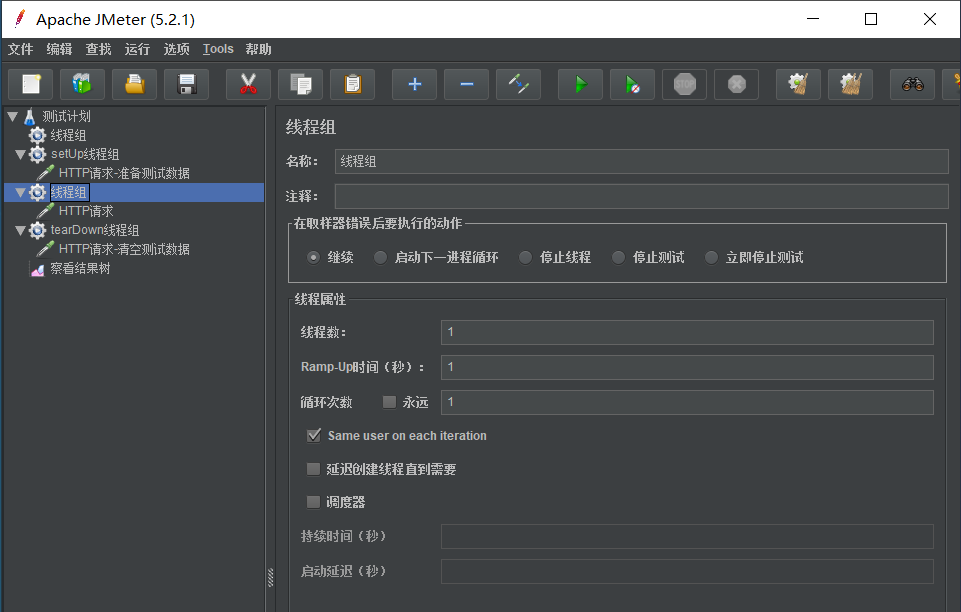 Apache JMeter (5.2.1)
文件 编辑 查找 运行 选项 Tools 帮助
STOP
测试计划
线程组
setUp线程组
HTTP请求-准备测试数据
线程组
HTTP请求
tearDown线程组
HTTP请求-清空测试数据
察看结果树
线程组
名称： 线程组
注释：
在取样器错误后要执行的动作
继续 启动下一进程循环 停止线程 停止测试 立即停止测试
线程属性
线程数： 1
Ramp-Up时间（秒）： 1
循环次数 永远 1
Same user on each iteration
延迟创建线程直到需要
调度器
持续时间（秒）
启动延迟（秒）